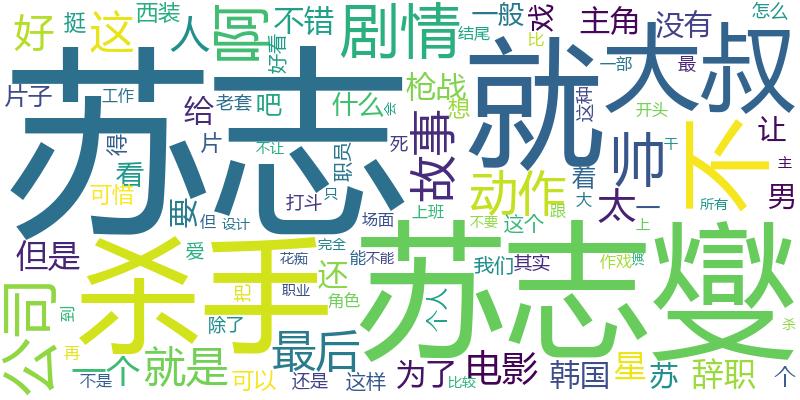 好
挺
西装
这
人
啊
不错
好看
剧情
一般
结尾
戏
比
主角
没有
怎么
片子
工作
苏志
给
老套
吧
什么
会
枪战
想
就
一部
这种
大叔
最
开头
得
片
看
可惜
不让
职员
死
故事
帅
干
不
让
主
要
但
设计
爱
打斗
只
场面
上班
动作
不要
这个
跟
着
大
太
一
上
所有
男
但是
杀手
花痴
完全
还
能不能
苏志燮
我们
其实
作戏
演
公司
到
再
一个
不是
就是
除了
把
可以
职业
角色
最后
还是
这样
个人
为了
比较
电影
韩国
星
苏
辞职
个
杀